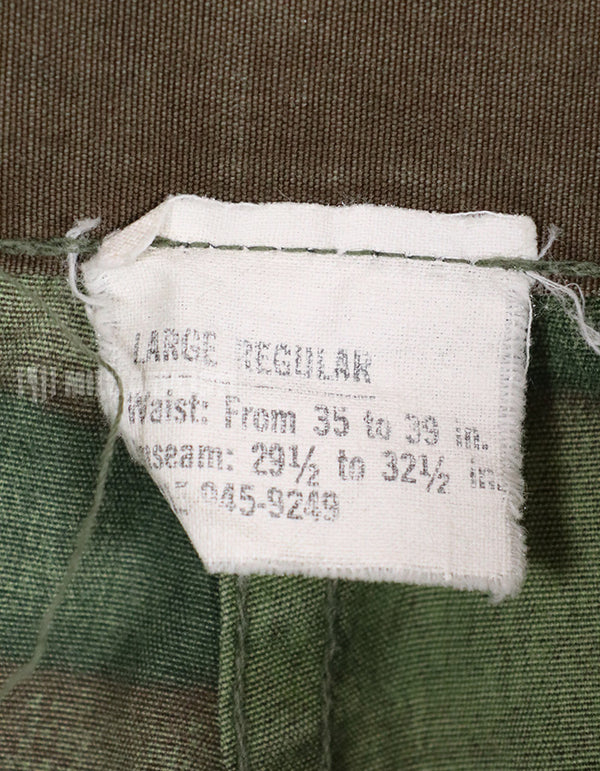 LARGE REGULAR
Waist: From 35 to 39 in.
nseam: 29½ to 32½ in.
945-9249